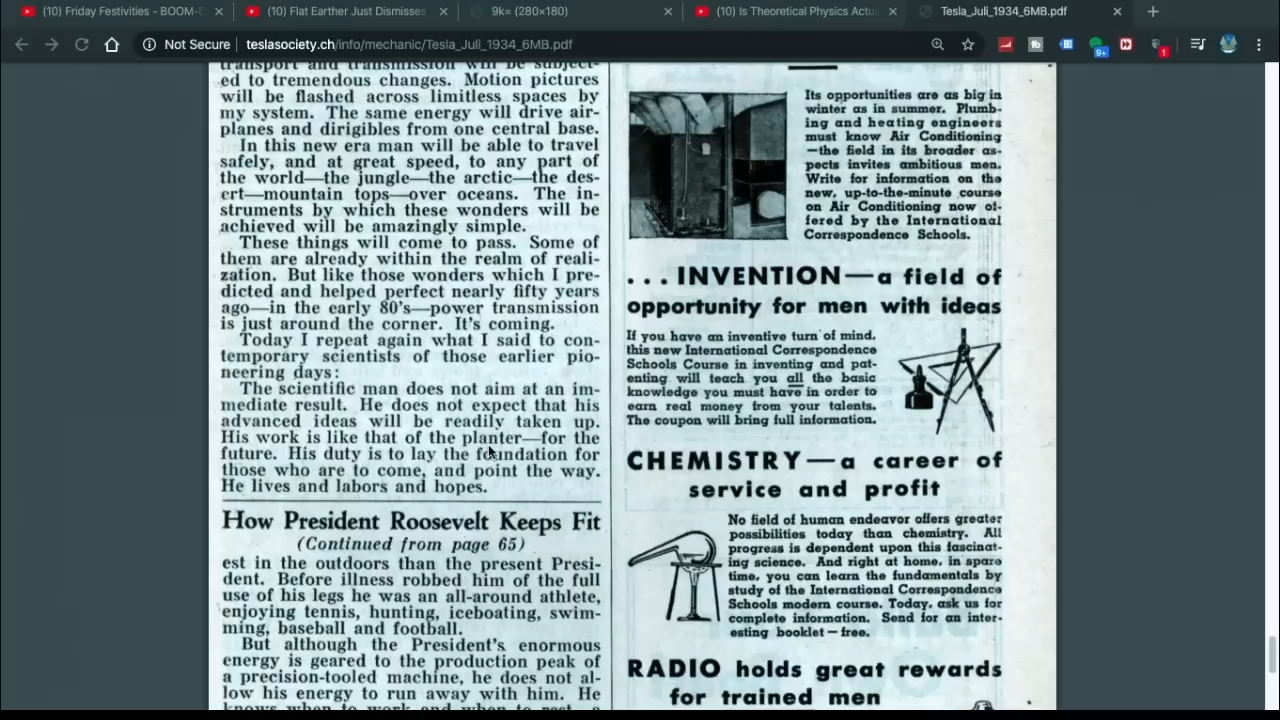 (10) Friday Festivities - BOOM-
(10) Flat Earther Just Dismisses
9k= (280×180)
(10) Is Theoretical Physics Actu
Tesla_Juli_1934_6MB.pdf
Not Secure
teslasociety.ch/info/mechanic/Tesla_Juli_1934_6MB.pdf
9+
1
transport and transmission will be subject-
ed to tremendous changes. Motion pictures
will be flashed across limitless spaces by
my system. The same energy will drive air-
planes and dirigibles from one central base.
In this new era man will be able to travel
safely, and at great speed, to any part of
the world—the jungle—the arctic—the des-
ert—mountain tops—over oceans. The in-
struments by which these wonders will be
achieved will be amazingly simple.
These things will come to pass. Some of
them are already within the realm of reali-
zation. But like those wonders which I pre-
dicted and helped perfect nearly fifty years
ago—in the early 80's—power transmission
is just around the corner. It's coming.
Today I repeat again what I said to con-
temporary scientists of those earlier pio-
neering days:
The scientific man does not aim at an im-
mediate result. He does not expect that his
advanced ideas will be readily taken up.
His work is like that of the planter—for the
future. His duty is to lay the foundation for
those who are to come, and point the way.
He lives and labors and hopes.
How President Roosevelt Keeps Fit
(Continued from page 65)
est in the outdoors than the present Presi-
dent. Before illness robbed him of the full
use of his legs he was an all-around athlete,
enjoying tennis, hunting, iceboating, swim-
ming, baseball and football.
But although the President's enormous
energy is geared to the production peak of
a precision-tooled machine, he does not al-
low his energy to run away with him. He
knows when to work and when to rest, a
Its opportunities are as big in
winter as in summer. Plumb-
ing and heating engineers
must know Air Conditioning
—the field in its broader as-
pects invites ambitious men.
Write for information on the
new, up-to-the-minute course
on Air Conditioning now of-
fered by the International
Correspondence Schools.
...INVENTION—a field of
opportunity for men with ideas
If you have an inventive turn of mind,
this new International Correspondence
Schools Course in inventing and pat-
enting will teach you all the basic
knowledge you must have in order to
earn real money from your talents.
The coupon will bring full information.
CHEMISTRY—a career of
service and profit
No field of human endeavor offers greater
possibilities today than chemistry. All
progress is dependent upon this fascinat-
ing science. And right at home, in spare
time, you can learn the fundamentals by
study of the International Correspondence
Schools modern course. Today, ask us for
complete information. Send for an inter-
esting booklet — free.
RADIO holds great rewards
for trained men